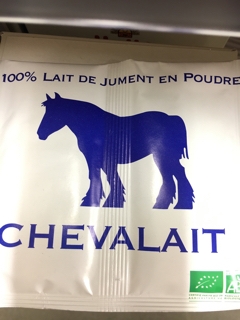 100% LAIT DE JUMENT EN POUDRE
CHEVALAIT
AB